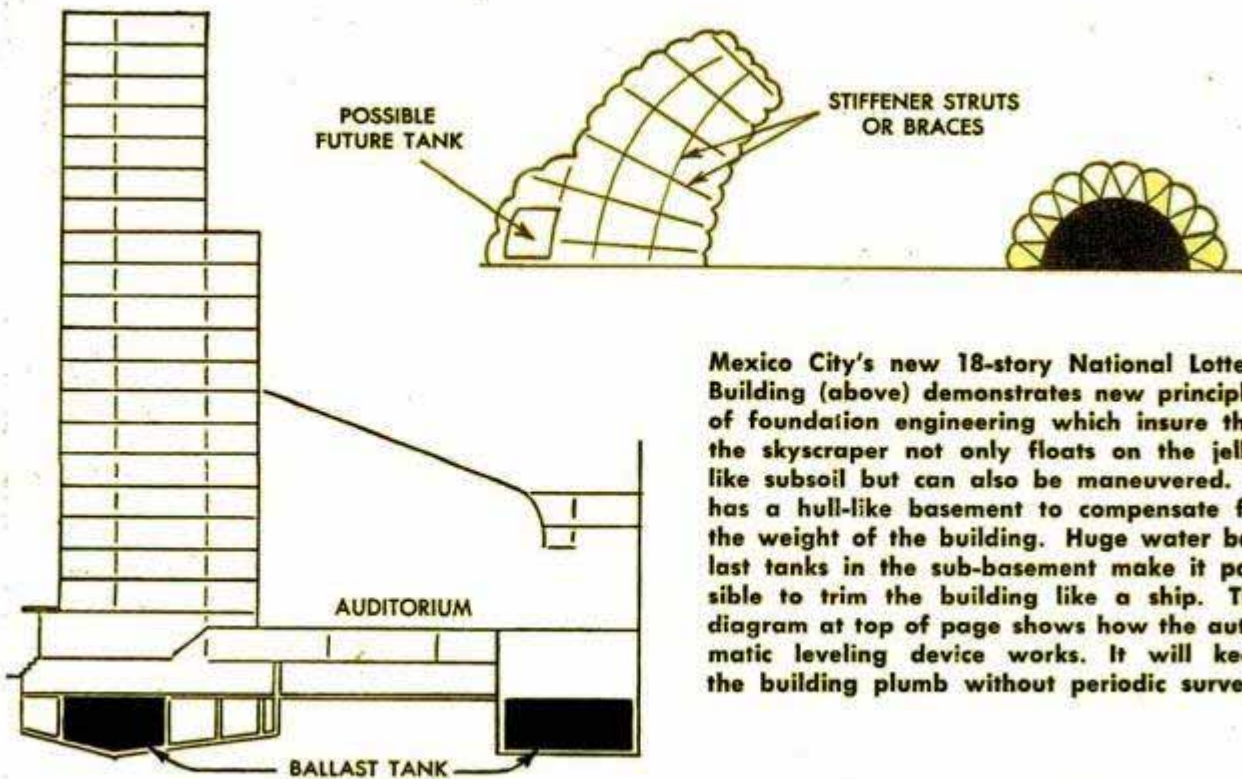 POSSIBLE
FUTURE TANK
STIFFENER STRUTS
OR BRACES
Mexico City's new 18-story National Lotte
Building (above) demonstrates new principl
of foundation engineering which insure th
the skyscraper not only floats on the jell
like subsoil but can also be maneuvered.
has a hull-like basement to compensate f
the weight of the building. Huge water ba
last tanks in the sub-basement make it po
sible to trim the building like a ship. T
diagram at top of page shows how the aut
matic leveling device works. It will ke
the building plumb without periodic surve
AUDITORIUM
BALLAST TANK